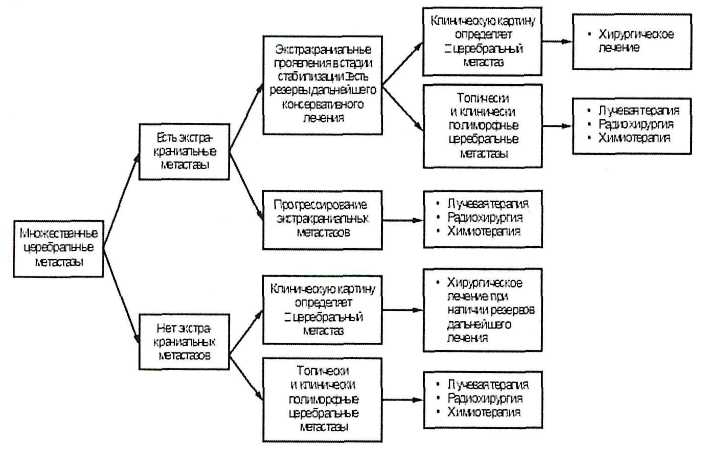 Множественные
церебральные
метастазы
Есть экстра-
краниальные
метастазы
Экстракраниальные
проявления в стадии
стабилизации Есть
резервы дальнейшего
консервативного
лечения
Клиническую картину
определяет
церебральный
метастаз
• Хирургическое
лечение
Топически
и клинически
полиморфные
церебральные
метастазы
• Лучевая терапия
• Радиохирургия
• Химиотерапия
Прогрессирование
экстракраниальных
метастазов
• Лучевая терапия
• Радиохирургия
• Химиотерапия
Нет экстра-
краниальных
метастазов
Клиническую картину
определяет
церебральный
метастаз
• Хирургическое
лечение при
наличии резервов
дальнейшего
лечения
Топически
и клинически
полиморфные
церебральные
метастазы
• Лучевая терапия
• Радиохирургия
• Химиотерапия